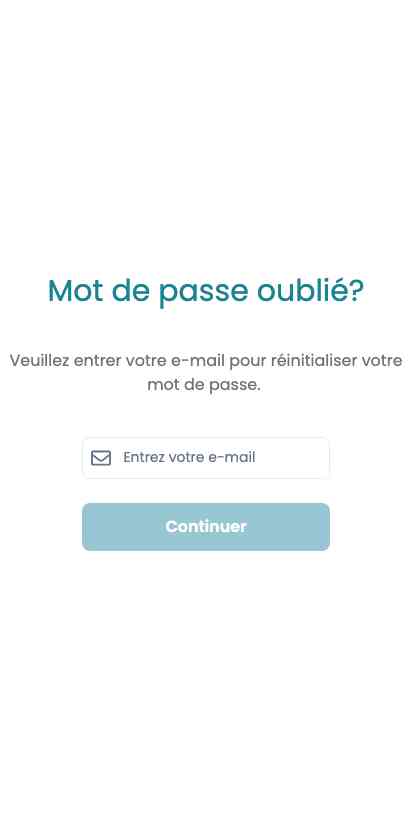 Mot de passe oublié?
Veuillez entrer votre e-mail pour réinitialiser votre
mot de passe.
Entrez votre e-mail
Continuer